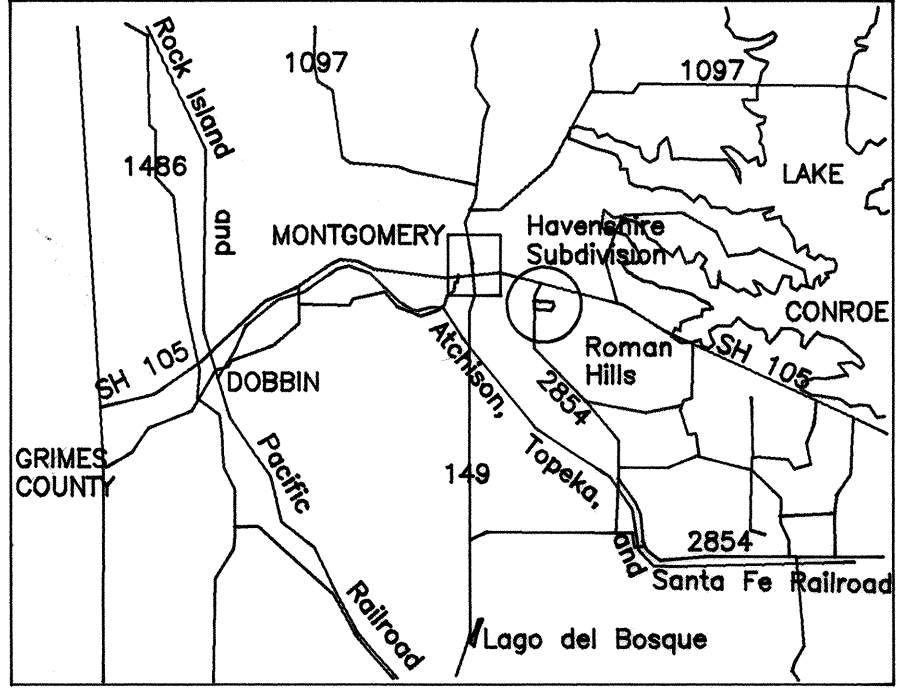 Rock Island
and
Pacific
Railroad
1097
1097
1486
LAKE
CONROE
MONTGOMERY
Havenshire
Subdivision
SH 105
DOBBIN
Atchison,
Topeka,
and
Santa Fe Railroad
Roman
Hills
SH 105
2854
GRIMES
COUNTY
149
2854
Lago del Bosque